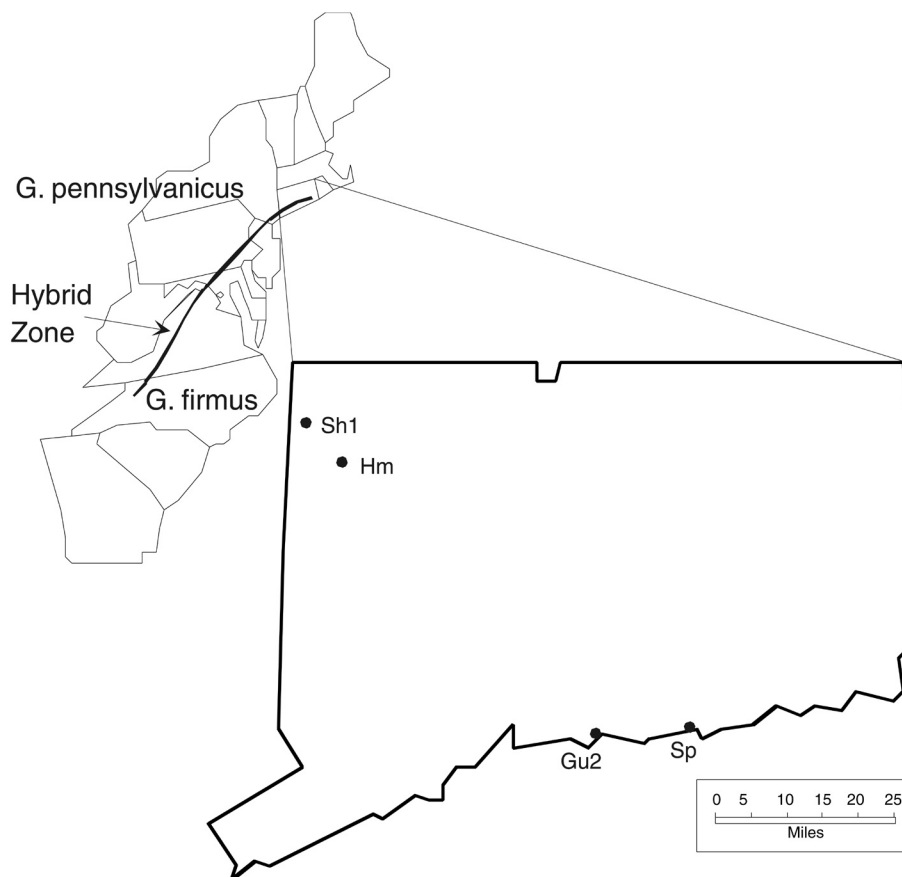 G. pennsylvanicus
Hybrid
Zone
G. firmus
Sh1
Hm
Gu2
Sp
0 5 10 15 20 25
Miles